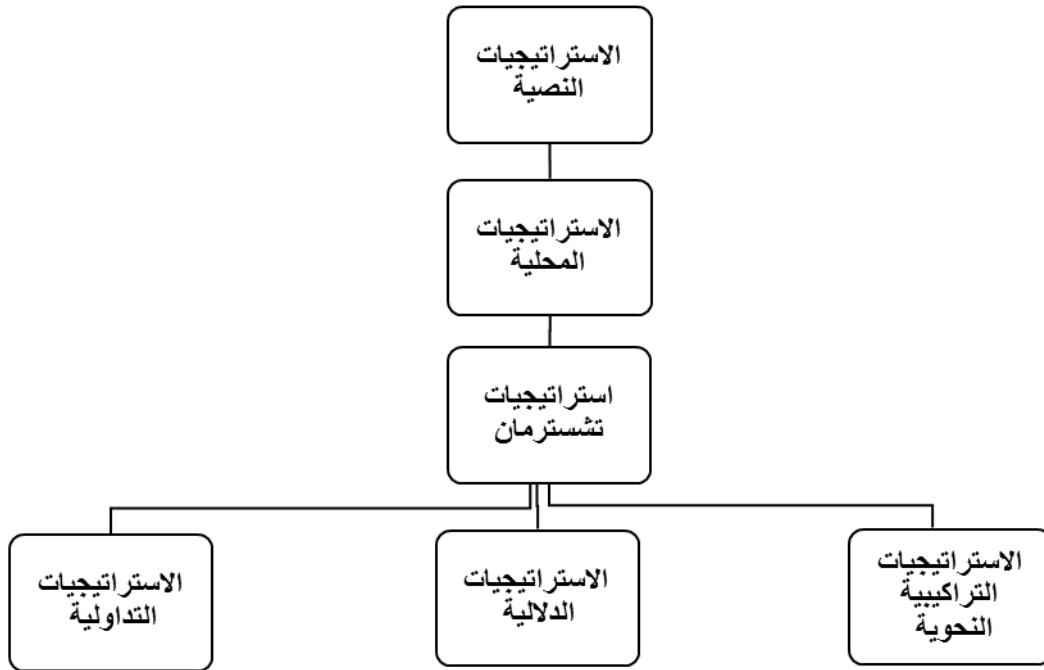 الاستراتيجيات
النصية
الاستراتيجيات
المحلية
استراتيجيات
تشسترمان
الاستراتيجيات
التراكيبية
النحوية
الاستراتيجيات
الدلالية
الاستراتيجيات
التداولية